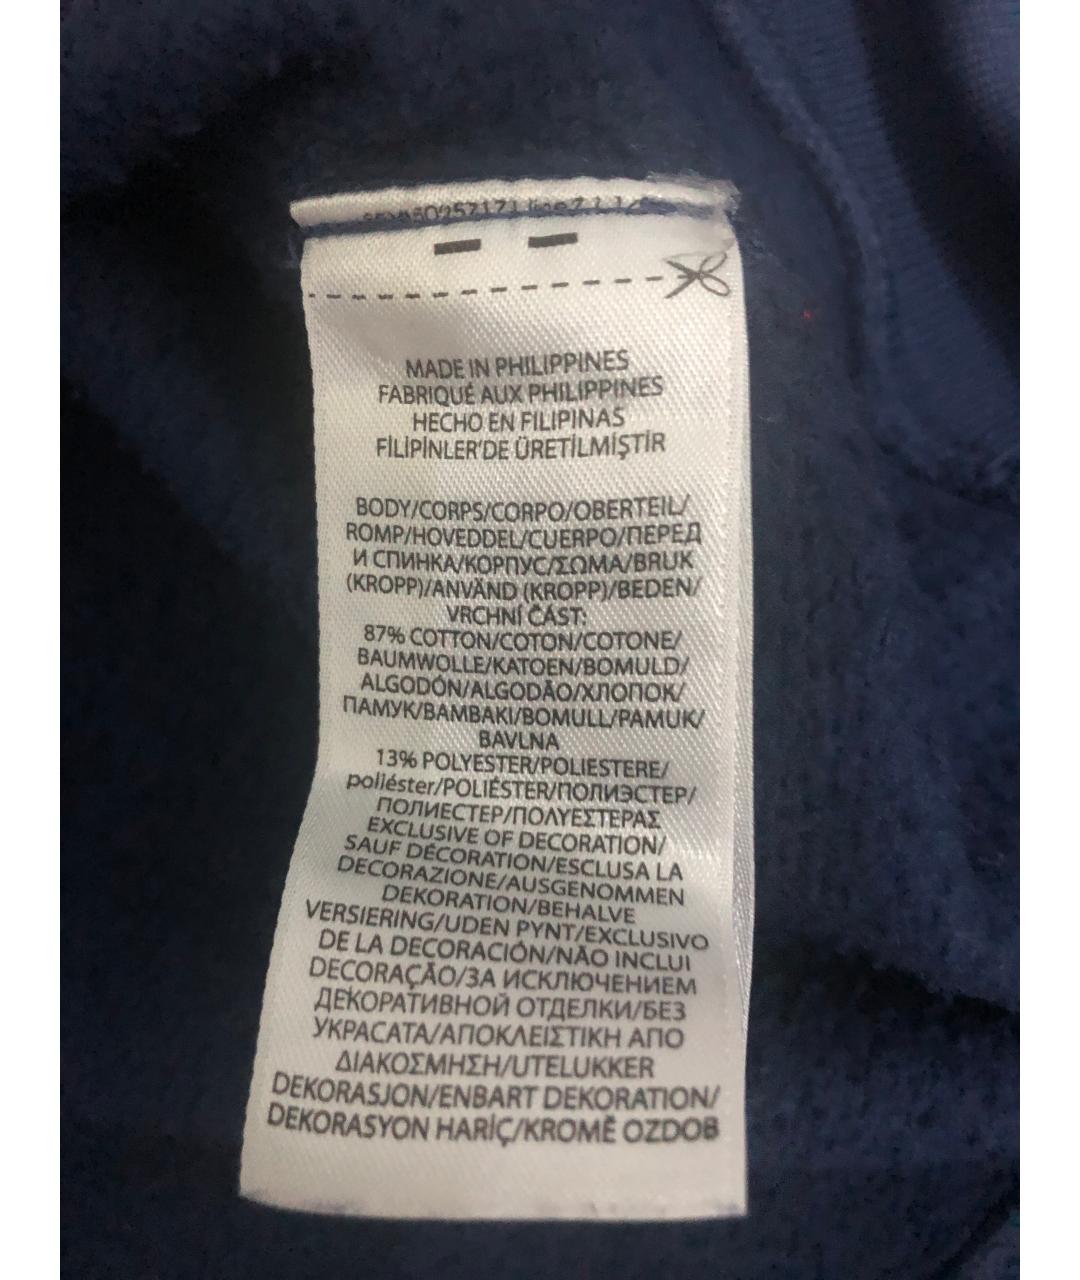 MADE IN PHILIPPINES
FABRIQUÉ AUX PHILIPPINES
HECHO EN FILIPINAS
FİLİPİNLER'DE ÜRETİLMİŞTİR
BODY/CORPS/CORPO/OBERTEIL/
ROMP/HOVEDDEL/CUERPO/ПЕРЕД
И СПИНКА/КОРПУС/ΣΩΜΑ/BRUK
(KROPP)/ANVÄND (KROPP)/BEDEN/
VRCHNÍ ČÁST:
87% COTTON/COTON/COTONE/
BAUMWOLLE/KATOEN/BOMULD/
ALGODÓN/ALGODÃO/ХЛОПОК/
ПАМУК/ΒΑΜΒΑΚΙ/BOMULL/PAMUK/
BAVLNA
13% POLYESTER/POLIESTERE/
poliéster/POLIÉSTER/ПОЛИЭСТЕР/
ПОЛИЕСТЕР/ΠΟΛΥΕΣΤΕΡΑΣ
EXCLUSIVE OF DECORATION/
SAUF DÉCORATION/ESCLUSA LA
DECORAZIONE/AUSGENOMMEN
DEKORATION/BEHALVE
VERSIERING/UDEN PYNT/EXCLUSIVO
DE LA DECORACIÓN/NÃO INCLUI
DECORAÇÃO/ЗА ИСКЛЮЧЕНИЕМ
ДЕКОРАТИВНОЙ ОТДЕЛКИ/БЕЗ
УКРАСАТА/ΑΠΟΚΛΕΙΣΤΙΚΗ ΑΠΟ
ΔΙΑΚΟΣΜΗΣΗ/UTELUKKER
DEKORASJON/ENBART DEKORATION/
DEKORASYON HARİÇ/KROMĚ OZDOB